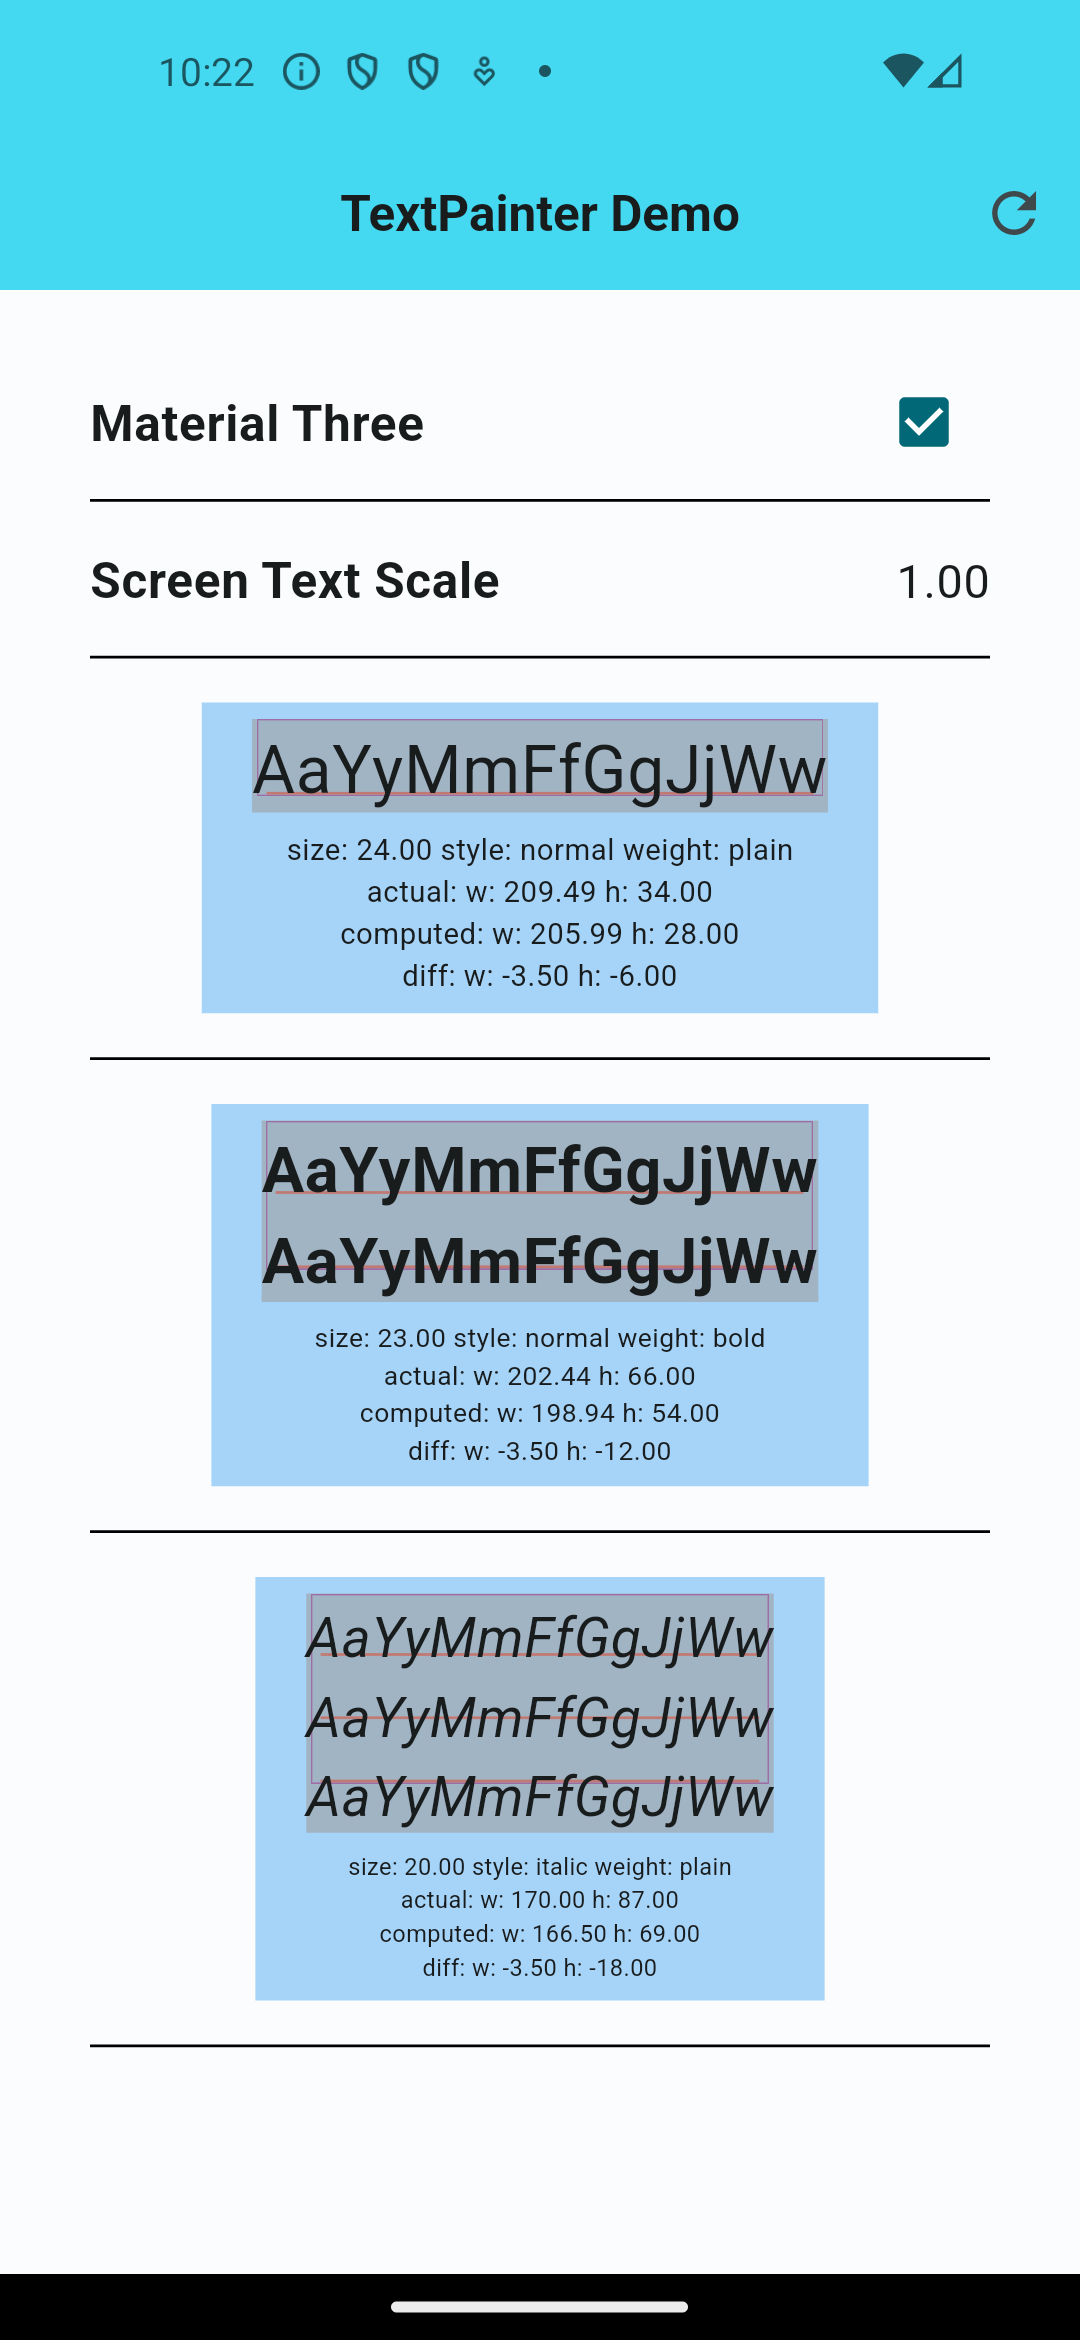 10:22
TextPainter Demo
Material Three
Screen Text Scale 1.00
AaYyMmFfGgJjWw
size: 24.00 style: normal weight: plain
actual: w: 209.49 h: 34.00
computed: w: 205.99 h: 28.00
diff: w: -3.50 h: -6.00
AaYyMmFfGgJjWw
AaYyMmFfGgJjWw
size: 23.00 style: normal weight: bold
actual: w: 202.44 h: 66.00
computed: w: 198.94 h: 54.00
diff: w: -3.50 h: -12.00
AaYyMmFfGgJjWw
AaYyMmFfGgJjWw
AaYyMmFfGgJjWw
size: 20.00 style: italic weight: plain
actual: w: 170.00 h: 87.00
computed: w: 166.50 h: 69.00
diff: w: -3.50 h: -18.00